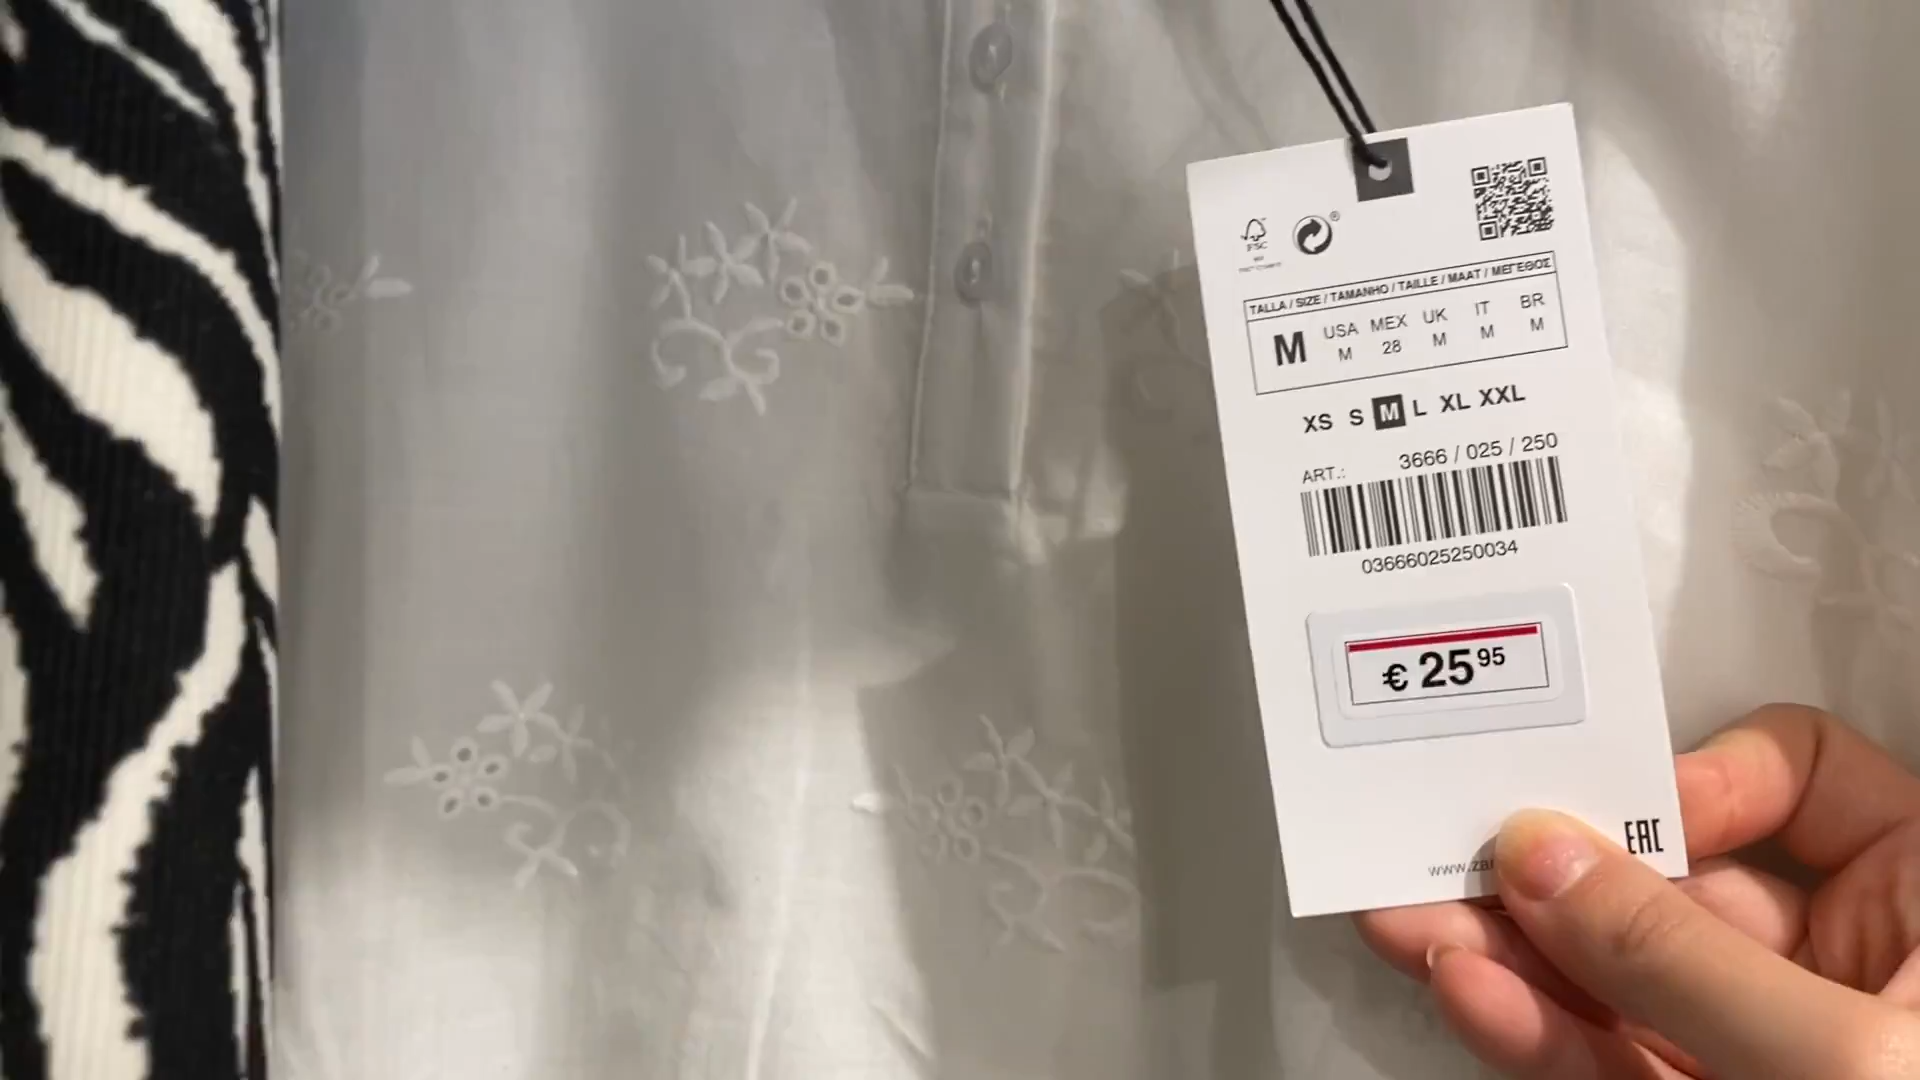 FSC
®
TALLA / SIZE / TAMANHO / TAILLE / MAAT / ΜΕΓΕΘΟΣ
M USA MEX UK IT BR
M 28 M M M
XS S M L XL XXL
3666 / 025 / 250
ART.:
03666025250034
€ 25 95
EAC